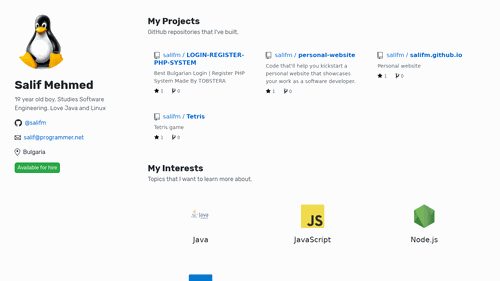 Salif Mehmed
19 year old boy. Studies Software
Engineering. Love Java and Linux
@salifm
salif@programmer.net
Bulgaria
Available for hire
My Projects
GitHub repositories that I've built.
salifm / LOGIN-REGISTER-
PHP-SYSTEM
Best Bulgarian Login | Register PHP
System Made By TOBSTERA
1 0
salifm / personal-website
Code that'll help you kickstart a
personal website that showcases
your work as a software developer.
1 0
salifm / salifm.github.io
Personal website
1 0
salifm / Tetris
Tetris game
1 0
My Interests
Topics that I want to learn more about.
Java
Java
JS
JavaScript
Node.js